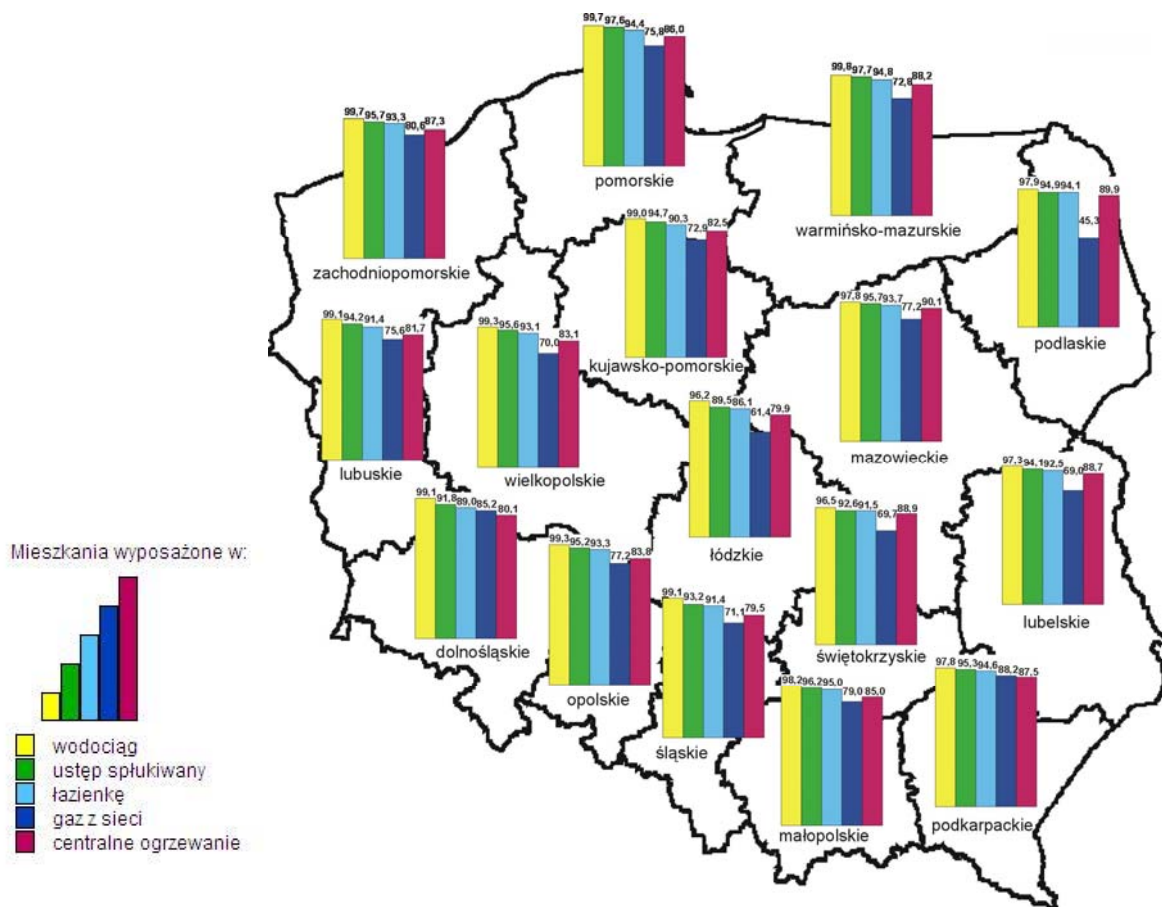 99,7 97,6 94,4 75,8 86,0
pomorskie
99,8 97,7 94,8 72,8 88,2
warmińsko-mazurskie
99,7 95,7 93,3 80,6 87,3
zachodniopomorskie
97,9 94,9 94,1 45,3 89,9
podlaskie
99,0 94,7 90,3 72,9 82,5
kujawsko-pomorskie
97,8 95,7 93,7 77,2 90,1
mazowieckie
99,1 94,2 91,4 75,6 81,7
lubuskie
99,3 95,6 93,1 70,0 83,1
wielkopolskie
96,2 89,5 86,1 61,4 79,9
łódzkie
97,3 94,1 92,5 69,0 88,7
lubelskie
99,1 91,8 89,0 85,2 80,1
dolnośląskie
96,5 92,6 91,5 69,7 88,9
świętokrzyskie
99,3 95,2 93,3 77,2 83,8
opolskie
99,1 93,2 91,4 71,1 79,5
śląskie
98,2 96,2 95,0 79,0 85,0
małopolskie
97,8 95,3 94,6 88,2 87,5
podkarpackie
Mieszkania wyposażone w:
wodociąg
ustęp spłukiwany
łazienkę
gaz z sieci
centralne ogrzewanie